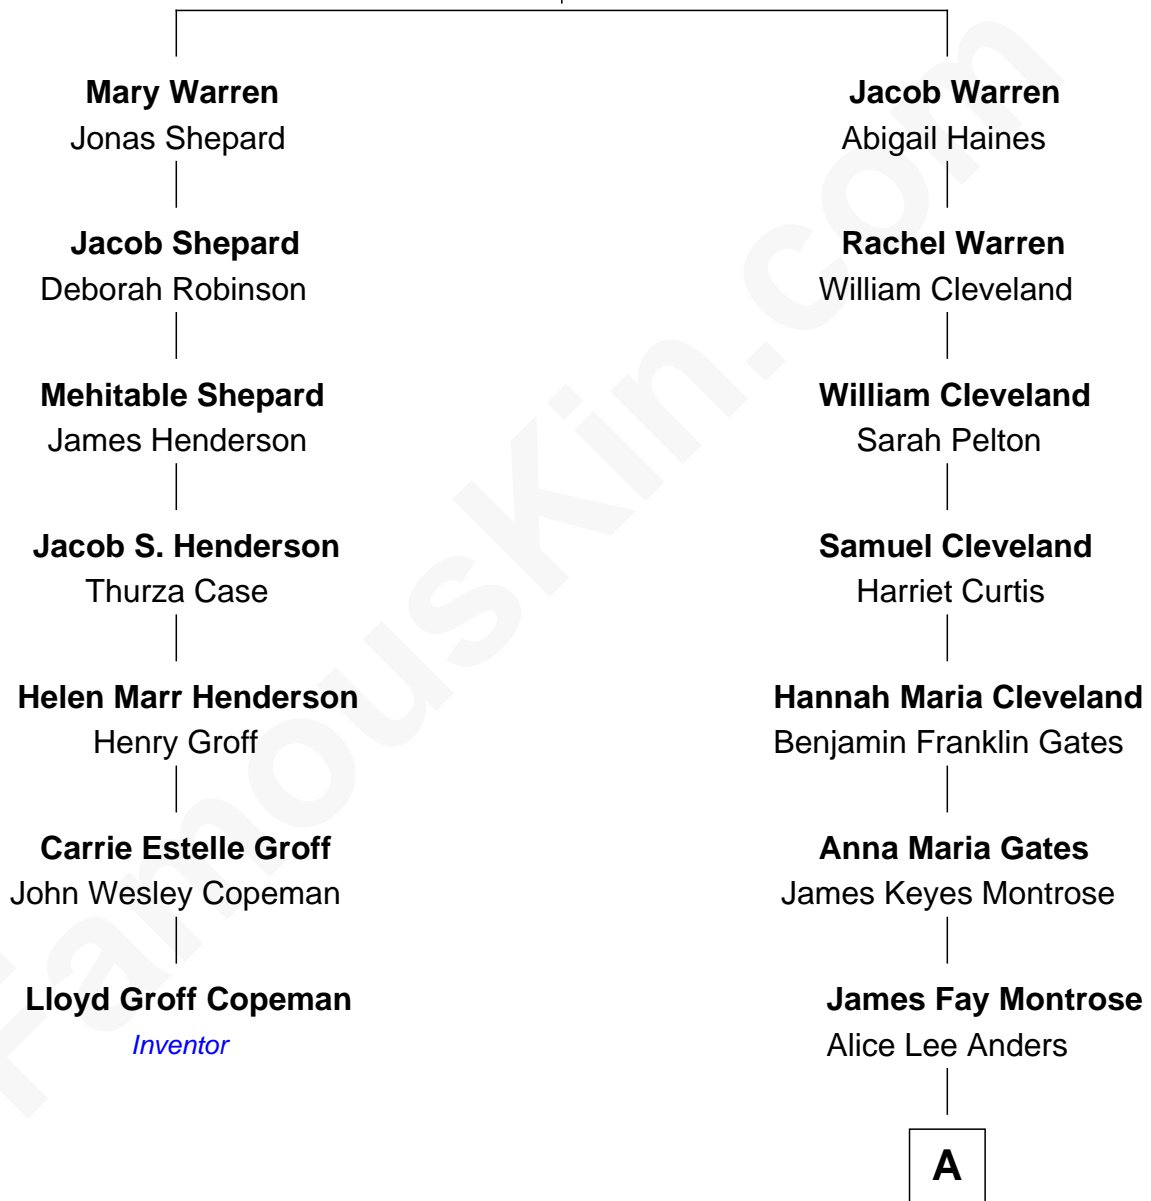 Mary Warren
Jonas Shepard
Jacob Shepard
Deborah Robinson
Mehitable Shepard
James Henderson
Jacob S. Henderson
Thurza Case
Helen Marr Henderson
Henry Groff
Carrie Estelle Groff
John Wesley Copeman
Lloyd Groff Copeman
Inventor
Jacob Warren
Abigail Haines
Rachel Warren
William Cleveland
William Cleveland
Sarah Pelton
Samuel Cleveland
Harriet Curtis
Hannah Maria Cleveland
Benjamin Franklin Gates
Anna Maria Gates
James Keyes Montrose
James Fay Montrose
Alice Lee Anders
A
FamousKin.com